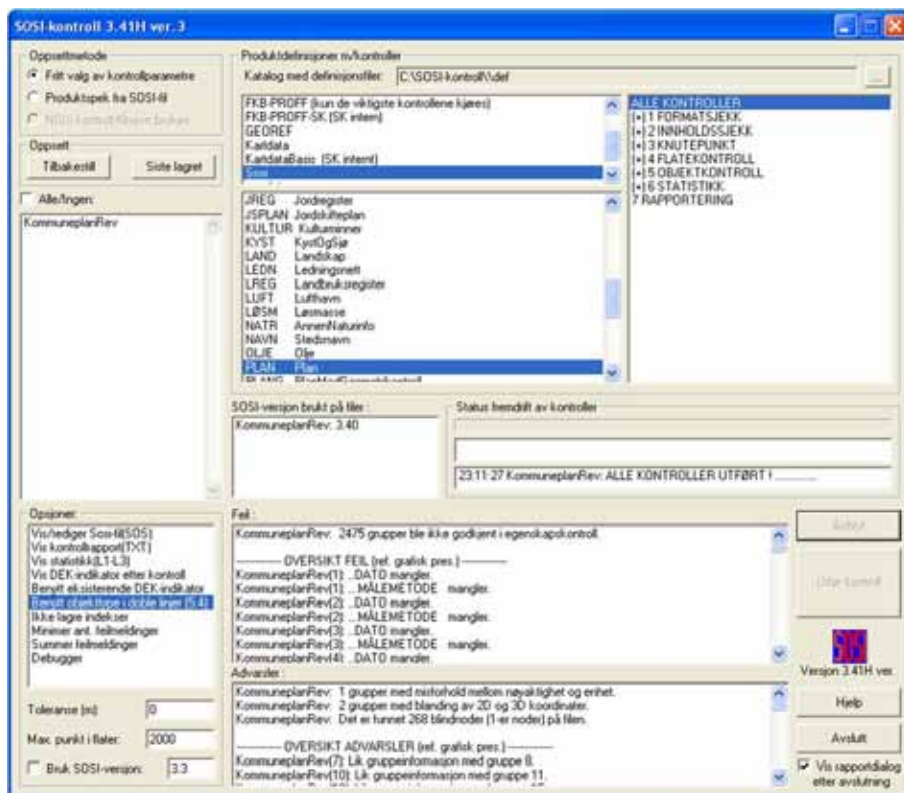 SOSI-kontroll 3.41H ver. 3
Oppsettmetode
Fritt valg av kontrollparametre
Produktspek. fra SOSI-fil
Oppsett
Tilbakestill
Siste lagret
Alle/Ingen:
KommuneplanRev
Produktdefinisjoner m/kontroller
Katalog med definisjonsfiler: C:\SOSI-kontroll\\def
...
FKB-PROFF (kun de viktigste kontrollene kjøres)
FKB-PROFF-SK (SK intern)
GEOREF
Kartdata
KartdataBasis (SK internt)
Sosi
ALLE KONTROLLER
[+] 1 FORMATSJEKK
[+] 2 INNHOLDSSJEKK
[+] 3 KNUTEPUNKT
[+] 4 FLATEKONTROLL
[+] 5 OBJEKTKONTROLL
[+] 6 STATISTIKK
7 RAPPORTERING
JREG Jordregister
JSPLAN Jordskifteplan
KULTUR Kulturminner
KYST KystOgSjø
LAND Landskap
LEDN Ledningsnett
LREG Landbruksregister
LUFT Lufthavn
LØSM Løsmasse
NATR AnnenNaturinfo
NAVN Stedsnavn
OLJE Olje
PLAN Plan
SOSI-versjon brukt på filer :
KommuneplanRev: 3.40
Status fremdrift av kontroller
23:11:27 KommuneplanRev: ALLE KONTROLLER UTFØRT ! ..............
Opsjoner:
Vis/rediger Sosi-fil(SOS)
Vis kontrollrapport(TXT)
Vis statistikk(L1-L3)
Vis DEK-indikator etter kontroll
Benytt eksisterende DEK-indikator
Benytt objekttype i doble linjer (5.4)
Ikke lagre indekser
Minimer ant. feilmeldinger
Summer feilmeldinger
Debugger
Toleranse (m): 0
Max. punkt i flater: 2000
Bruk SOSI-versjon: 3.3
Feil :
KommuneplanRev: 2475 grupper ble ikke godkjent i egenskapskontroll.
------------ OVERSIKT FEIL (ref. grafisk pres.) ------------
KommuneplanRev(1): ..DATO mangler.
KommuneplanRev(1): ...MÅLEMETODE mangler.
KommuneplanRev(2): ..DATO mangler.
KommuneplanRev(2): ...MÅLEMETODE mangler.
KommuneplanRev(3): ..DATO mangler.
KommuneplanRev(3): ...MÅLEMETODE mangler.
KommuneplanRev(4): ..DATO mangler.
Advarsler :
KommuneplanRev: 1 grupper med misforhold mellom nøyaktighet og enhet.
KommuneplanRev: 2 grupper med blanding av 2D og 3D koordinater.
KommuneplanRev: Det er funnet 268 blindnoder (1-er noder) på filen.
------------ OVERSIKT ADVARSLER (ref. grafisk pres.) ------------
KommuneplanRev(7): Lik gruppeinformasjon med gruppe 8.
KommuneplanRev(10): Lik gruppeinformasjon med gruppe 11.
Avbryt
Utfør kontroll
Versjon 3.41H ver.
Hjelp
Avslutt
Vis rapportdialog
etter avslutning